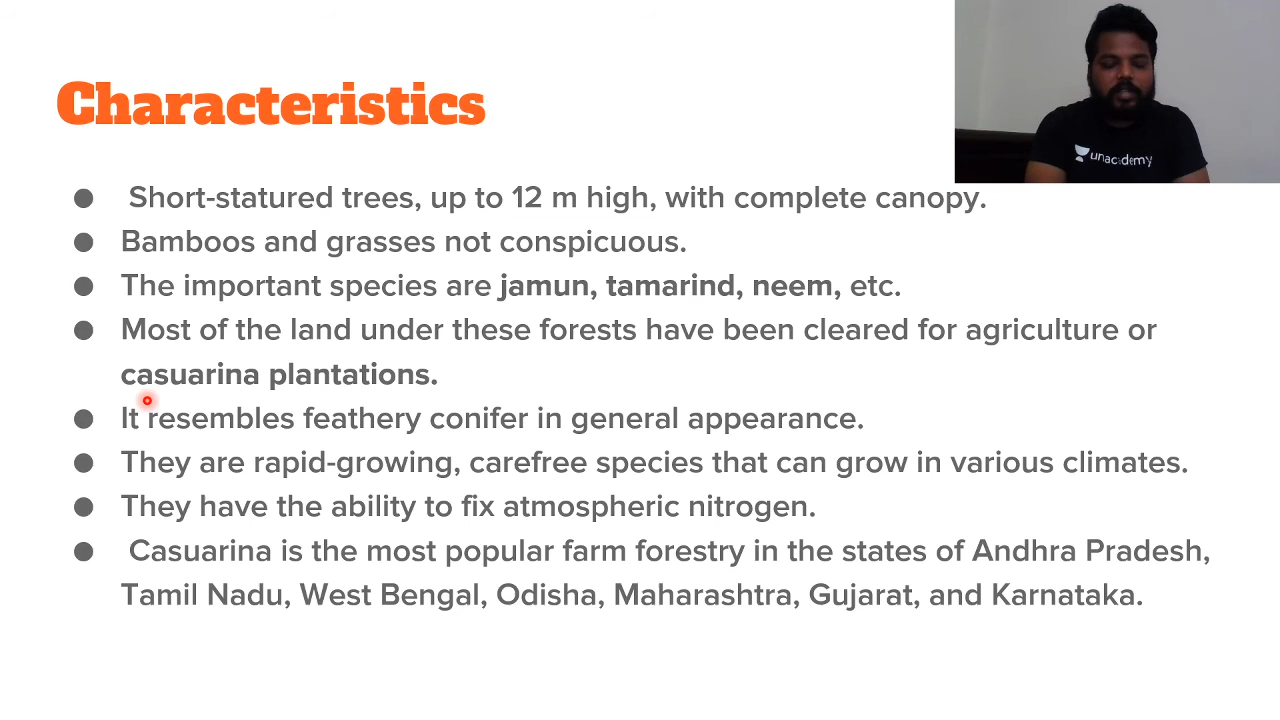 Characteristics
unacademy
● Short-statured trees, up to 12 m high, with complete canopy.
● Bamboos and grasses not conspicuous.
● The important species are jamun, tamarind, neem, etc.
● Most of the land under these forests have been cleared for agriculture or
casuarina plantations.
● It resembles feathery conifer in general appearance.
● They are rapid-growing, carefree species that can grow in various climates.
● They have the ability to fix atmospheric nitrogen.
● Casuarina is the most popular farm forestry in the states of Andhra Pradesh,
Tamil Nadu, West Bengal, Odisha, Maharashtra, Gujarat, and Karnataka.